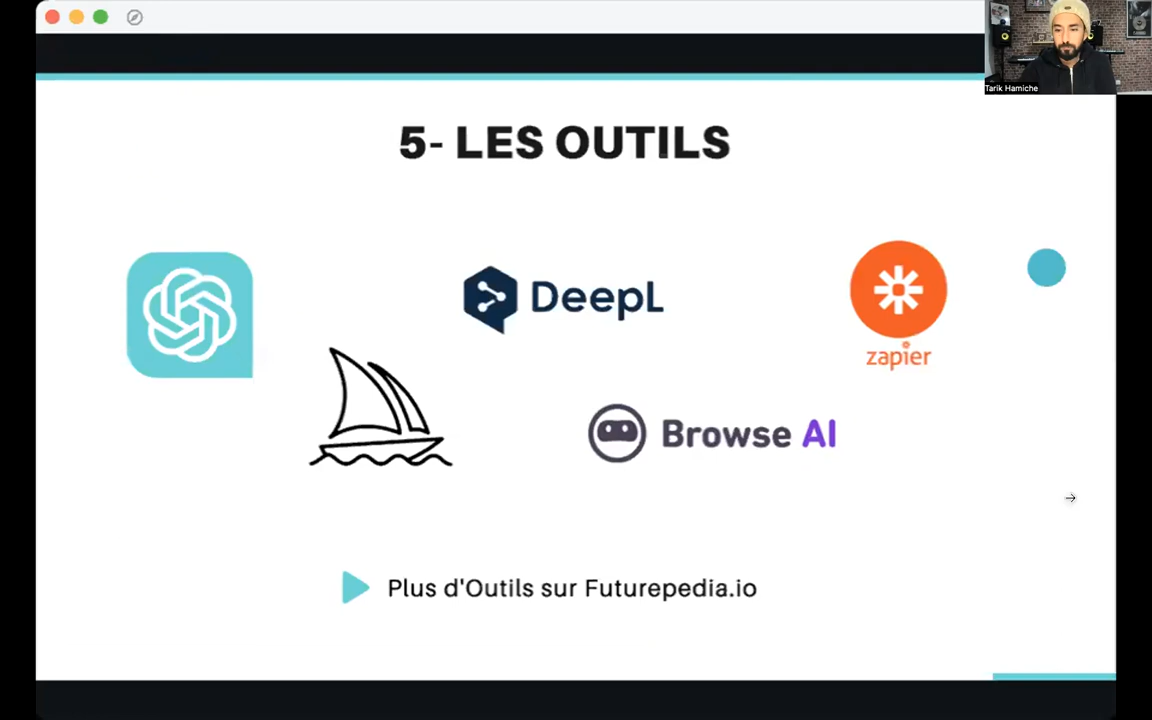 Tarik Hamiche
5- LES OUTILS
DeepL
zapier
Browse AI
Plus d'Outils sur Futurepedia.io